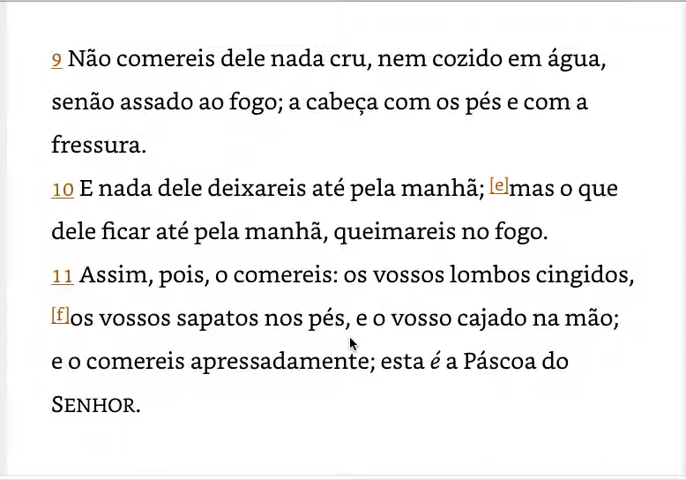 9 Não comereis dele nada cru, nem cozido em água,
senão assado ao fogo; a cabeça com os pés e com a
fressura.
10 E nada dele deixareis até pela manhã; [e]mas o que
dele ficar até pela manhã, queimareis no fogo.
11 Assim, pois, o comereis: os vossos lombos cingidos,
[f]os vossos sapatos nos pés, e o vosso cajado na mão;
e o comereis apressadamente; esta é a Páscoa do
SENHOR.